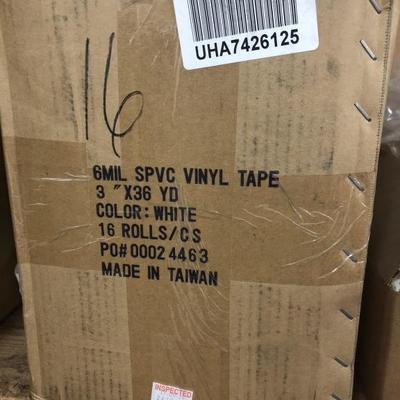 UHA7426125
16
6MIL SPVC VINYL TAPE
3 "X36 YD
COLOR: WHITE
16 ROLLS/CS
PO#00024463
MADE IN TAIWAN
INSPECTED